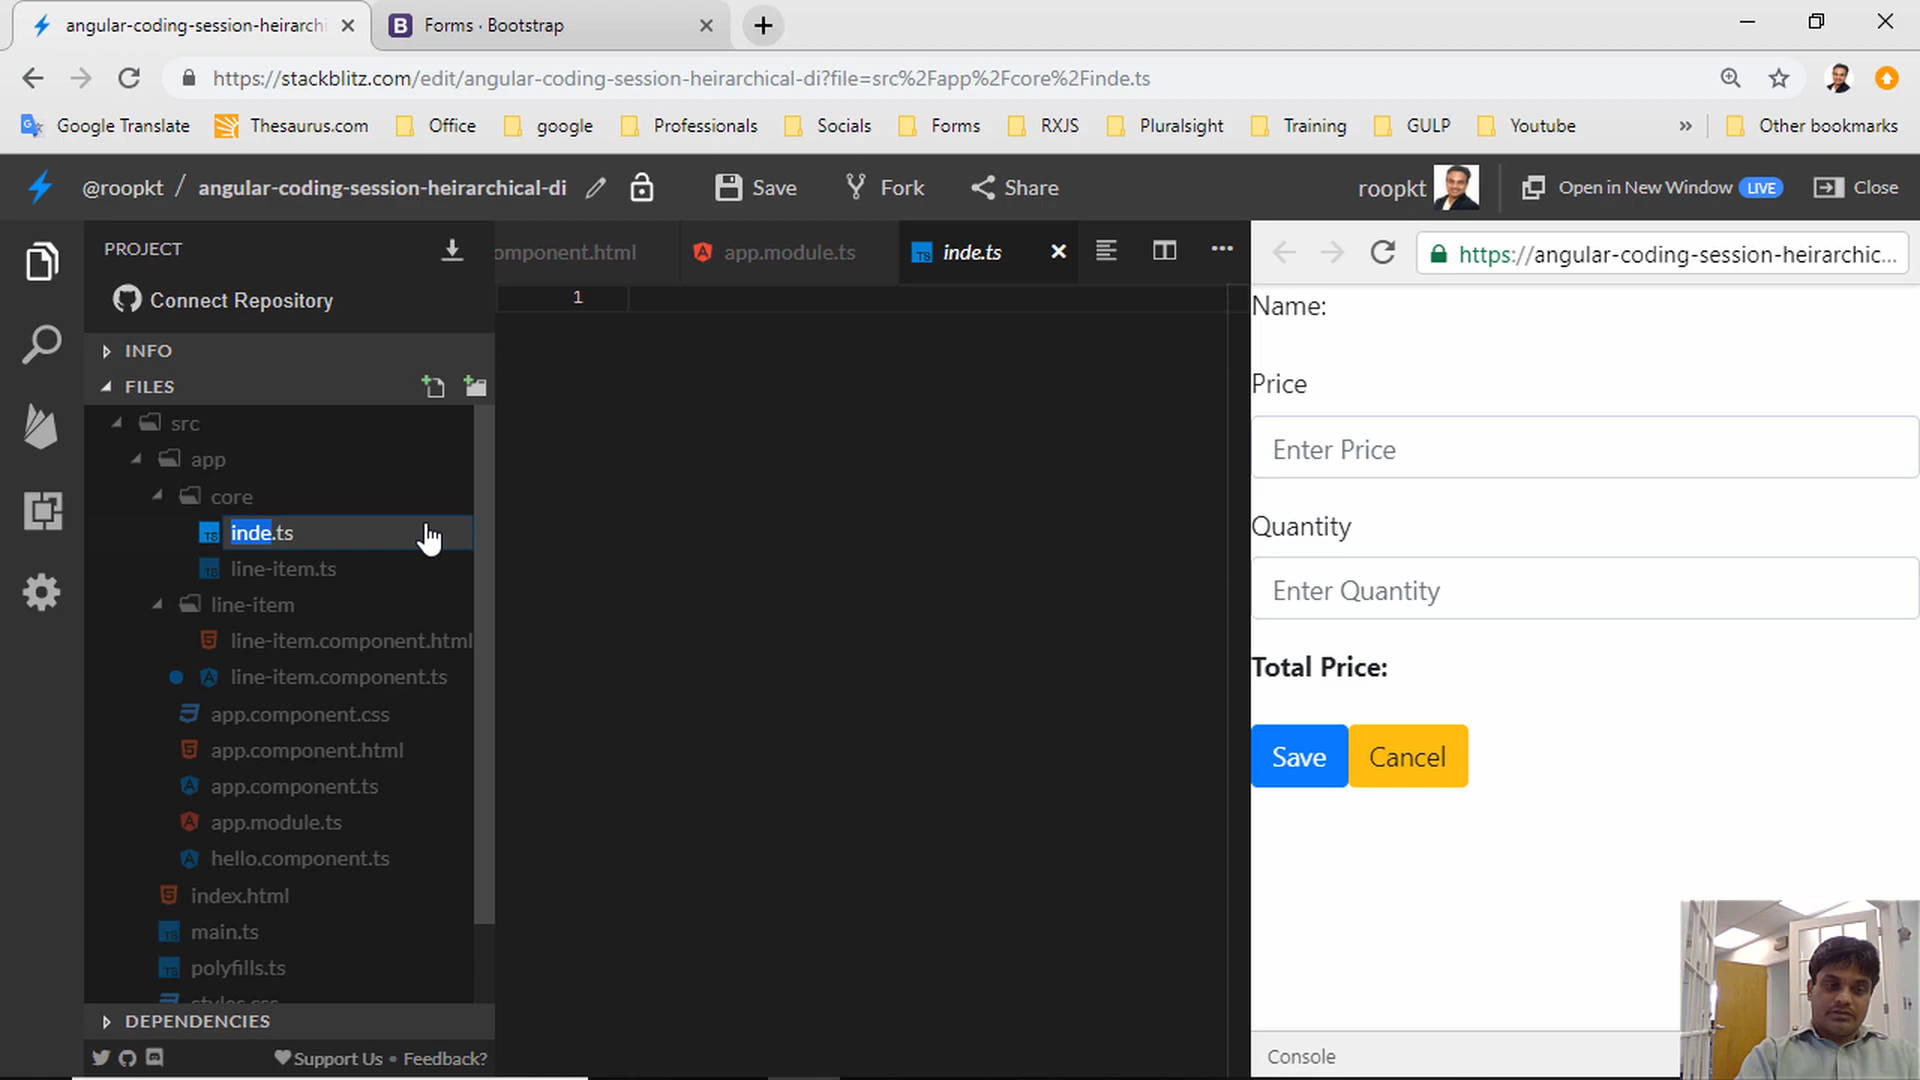 angular-coding-session-heirarchi
Forms · Bootstrap
https://stackblitz.com/edit/angular-coding-session-heirarchical-di?file=src%2Fapp%2Fcore%2Finde.ts
Google Translate
Thesaurus.com
Office
google
Professionals
Socials
Forms
RXJS
Pluralsight
Training
GULP
Youtube
»
Other bookmarks
@roopkt / angular-coding-session-heirarchical-di
Save
Fork
Share
roopkt
Open in New Window LIVE
Close
PROJECT
Connect Repository
INFO
FILES
src
app
core
inde.ts
line-item.ts
line-item
line-item.component.html
line-item.component.ts
app.component.css
app.component.html
app.component.ts
app.module.ts
hello.component.ts
index.html
main.ts
polyfills.ts
styles.css
DEPENDENCIES
Support Us • Feedback?
omponent.html
app.module.ts
inde.ts
1
https://angular-coding-session-heirarchic...
Name:
Price
Enter Price
Quantity
Enter Quantity
Total Price:
Save
Cancel
Console